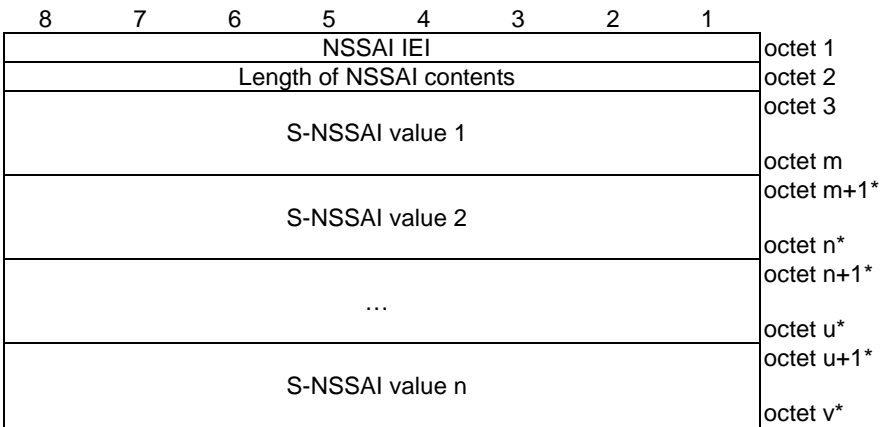 8 7 6 5 4 3 2 1
NSSAI IEI octet 1
Length of NSSAI contents octet 2
octet 3
S-NSSAI value 1
octet m
octet m+1*
S-NSSAI value 2
octet n*
octet n+1*
…
octet u*
octet u+1*
S-NSSAI value n
octet v*